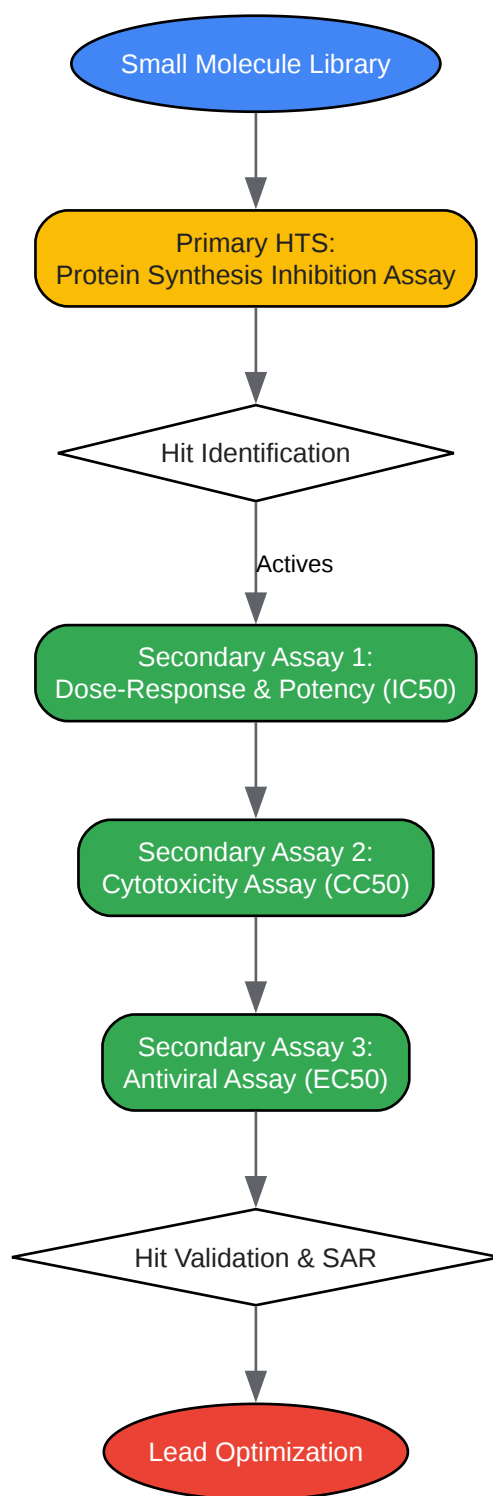 Small Molecule Library
Primary HTS:
Protein Synthesis Inhibition Assay
Hit Identification
Actives
Secondary Assay 1:
Dose-Response & Potency (IC50)
Secondary Assay 2:
Cytotoxicity Assay (CC50)
Secondary Assay 3:
Antiviral Assay (EC50)
Hit Validation & SAR
Lead Optimization